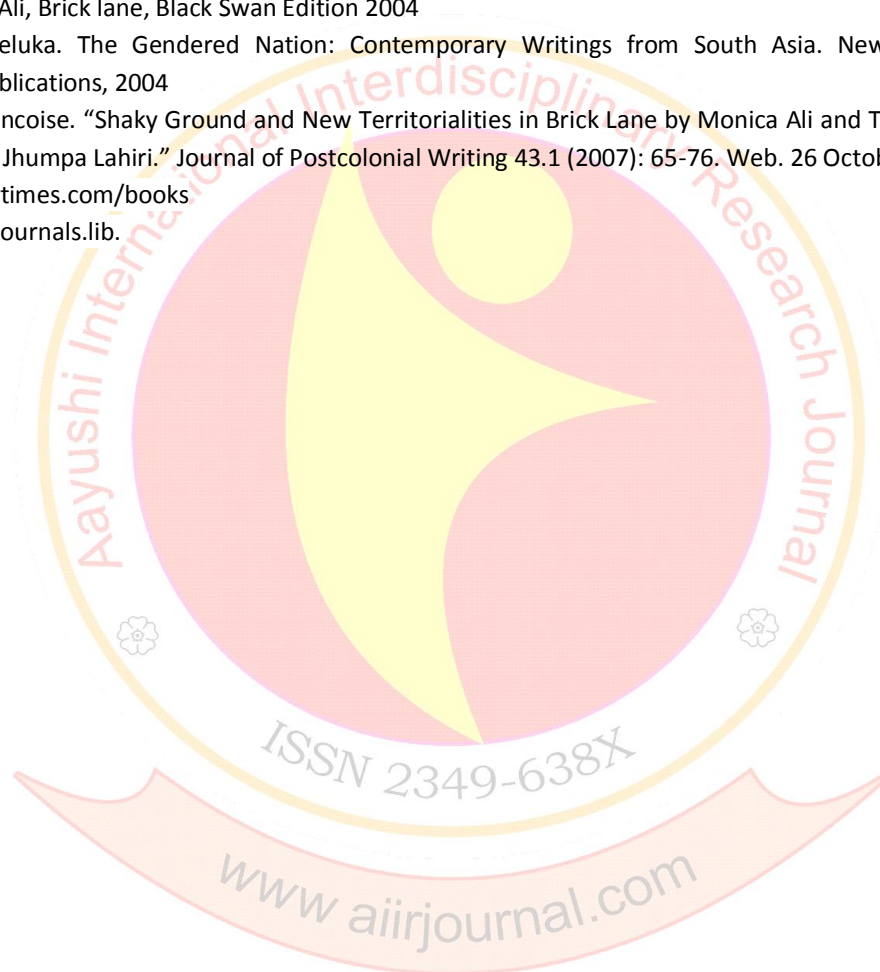 Ali, Brick lane, Black Swan Edition 2004
eluka. The Gendered Nation: Contemporary Writings from South Asia. New
blications, 2004
ncoise. “Shaky Ground and New Territorialities in Brick Lane by Monica Ali and T
Jhumpa Lahiri.” Journal of Postcolonial Writing 43.1 (2007): 65-76. Web. 26 Octob
rtimes.com/books
ournals.lib.
Aayushi International Interdisciplinary Research Journal
ISSN 2349-638X
www aiirjournal.com